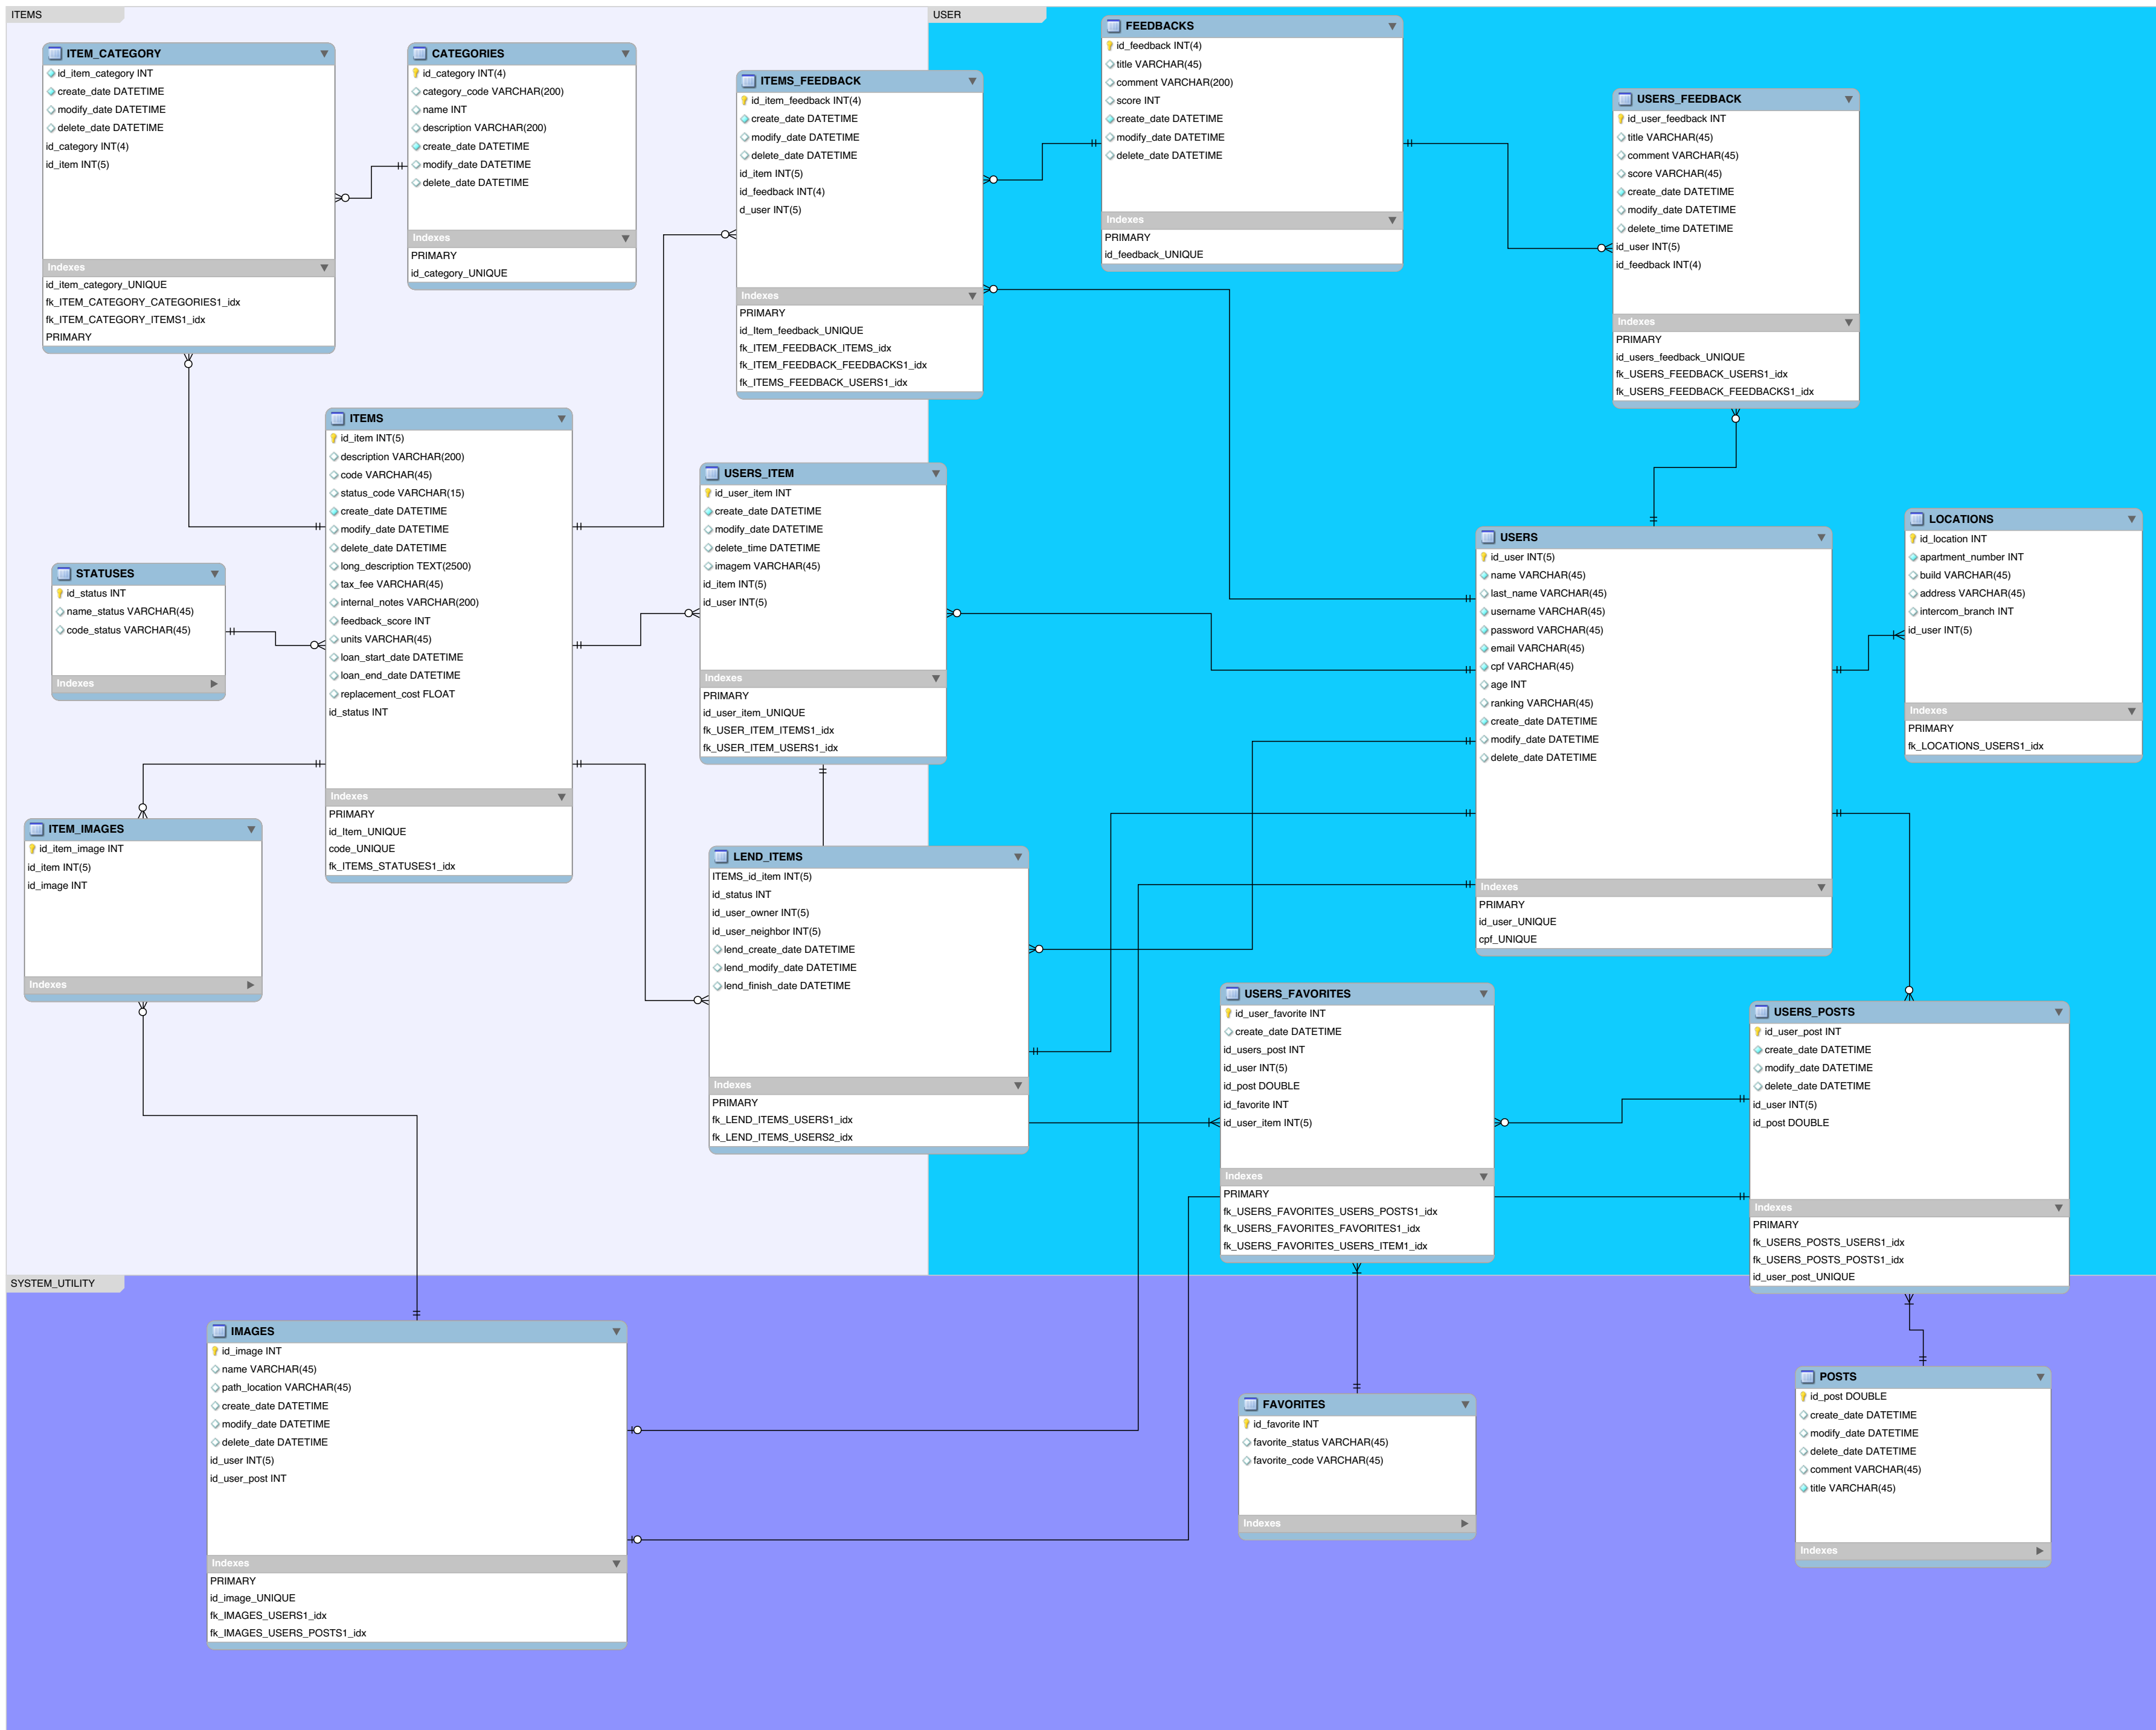 ITEMS
ITEM_CATEGORY
id_item_category INT
create_date DATETIME
modify_date DATETIME
delete_date DATETIME
id_category INT(4)
id_item INT(5)
Indexes
id_item_category_UNIQUE
fk_ITEM_CATEGORY_CATEGORIES1_idx
fk_ITEM_CATEGORY_ITEMS1_idx
PRIMARY
CATEGORIES
id_category INT(4)
category_code VARCHAR(200)
name INT
description VARCHAR(200)
create_date DATETIME
modify_date DATETIME
delete_date DATETIME
Indexes
PRIMARY
id_category_UNIQUE
ITEMS_FEEDBACK
id_item_feedback INT(4)
create_date DATETIME
modify_date DATETIME
delete_date DATETIME
id_item INT(5)
id_feedback INT(4)
d_user INT(5)
Indexes
PRIMARY
id_Item_feedback_UNIQUE
fk_ITEM_FEEDBACK_ITEMS_idx
fk_ITEM_FEEDBACK_FEEDBACKS1_idx
fk_ITEMS_FEEDBACK_USERS1_idx
USER
FEEDBACKS
id_feedback INT(4)
title VARCHAR(45)
comment VARCHAR(200)
score INT
create_date DATETIME
modify_date DATETIME
delete_date DATETIME
Indexes
PRIMARY
id_feedback_UNIQUE
USERS_FEEDBACK
id_user_feedback INT
title VARCHAR(45)
comment VARCHAR(45)
score VARCHAR(45)
create_date DATETIME
modify_date DATETIME
delete_time DATETIME
id_user INT(5)
id_feedback INT(4)
Indexes
PRIMARY
id_users_feedback_UNIQUE
fk_USERS_FEEDBACK_USERS1_idx
fk_USERS_FEEDBACK_FEEDBACKS1_idx
ITEMS
id_item INT(5)
description VARCHAR(200)
code VARCHAR(45)
status_code VARCHAR(15)
create_date DATETIME
modify_date DATETIME
delete_date DATETIME
long_description TEXT(2500)
tax_fee VARCHAR(45)
internal_notes VARCHAR(200)
feedback_score INT
units VARCHAR(45)
loan_start_date DATETIME
loan_end_date DATETIME
replacement_cost FLOAT
id_status INT
Indexes
PRIMARY
id_Item_UNIQUE
code_UNIQUE
fk_ITEMS_STATUSES1_idx
USERS_ITEM
id_user_item INT
create_date DATETIME
modify_date DATETIME
delete_time DATETIME
imagem VARCHAR(45)
id_item INT(5)
id_user INT(5)
Indexes
PRIMARY
id_user_item_UNIQUE
fk_USER_ITEM_ITEMS1_idx
fk_USER_ITEM_USERS1_idx
USERS
id_user INT(5)
name VARCHAR(45)
last_name VARCHAR(45)
username VARCHAR(45)
password VARCHAR(45)
email VARCHAR(45)
cpf VARCHAR(45)
age INT
ranking VARCHAR(45)
create_date DATETIME
modify_date DATETIME
delete_date DATETIME
Indexes
PRIMARY
id_user_UNIQUE
cpf_UNIQUE
LOCATIONS
id_location INT
apartment_number INT
build VARCHAR(45)
address VARCHAR(45)
intercom_branch INT
id_user INT(5)
Indexes
PRIMARY
fk_LOCATIONS_USERS1_idx
STATUSES
id_status INT
name_status VARCHAR(45)
code_status VARCHAR(45)
Indexes
ITEM_IMAGES
id_item_image INT
id_item INT(5)
id_image INT
Indexes
LEND_ITEMS
ITEMS_id_item INT(5)
id_status INT
id_user_owner INT(5)
id_user_neighbor INT(5)
lend_create_date DATETIME
lend_modify_date DATETIME
lend_finish_date DATETIME
Indexes
PRIMARY
fk_LEND_ITEMS_USERS1_idx
fk_LEND_ITEMS_USERS2_idx
USERS_FAVORITES
id_user_favorite INT
create_date DATETIME
id_users_post INT
id_user INT(5)
id_post DOUBLE
id_favorite INT
id_user_item INT(5)
Indexes
PRIMARY
fk_USERS_FAVORITES_USERS_POSTS1_idx
fk_USERS_FAVORITES_FAVORITES1_idx
fk_USERS_FAVORITES_USERS_ITEM1_idx
USERS_POSTS
id_user_post INT
create_date DATETIME
modify_date DATETIME
delete_date DATETIME
id_user INT(5)
id_post DOUBLE
Indexes
PRIMARY
fk_USERS_POSTS_USERS1_idx
fk_USERS_POSTS_POSTS1_idx
id_user_post_UNIQUE
SYSTEM_UTILITY
IMAGES
id_image INT
name VARCHAR(45)
path_location VARCHAR(45)
create_date DATETIME
modify_date DATETIME
delete_date DATETIME
id_user INT(5)
id_user_post INT
Indexes
PRIMARY
id_image_UNIQUE
fk_IMAGES_USERS1_idx
fk_IMAGES_USERS_POSTS1_idx
FAVORITES
id_favorite INT
favorite_status VARCHAR(45)
favorite_code VARCHAR(45)
Indexes
POSTS
id_post DOUBLE
create_date DATETIME
modify_date DATETIME
delete_date DATETIME
comment VARCHAR(45)
title VARCHAR(45)
Indexes